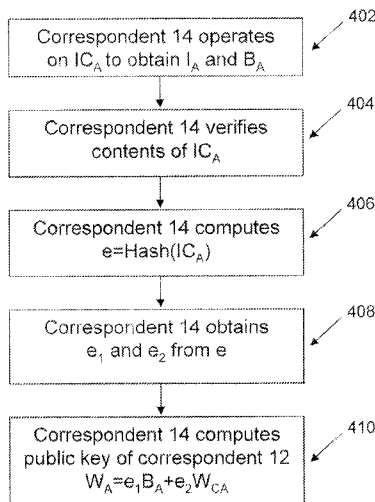 Correspondent 14 operates
on IC_A to obtain I_A and B_A
402
Correspondent 14 verifies
contents of IC_A
404
Correspondent 14 computes
e=Hash(IC_A)
406
Correspondent 14 obtains
e_1 and e_2 from e
408
Correspondent 14 computes
public key of correspondent 12
W_A=e_1B_A+e_2W_CA
410